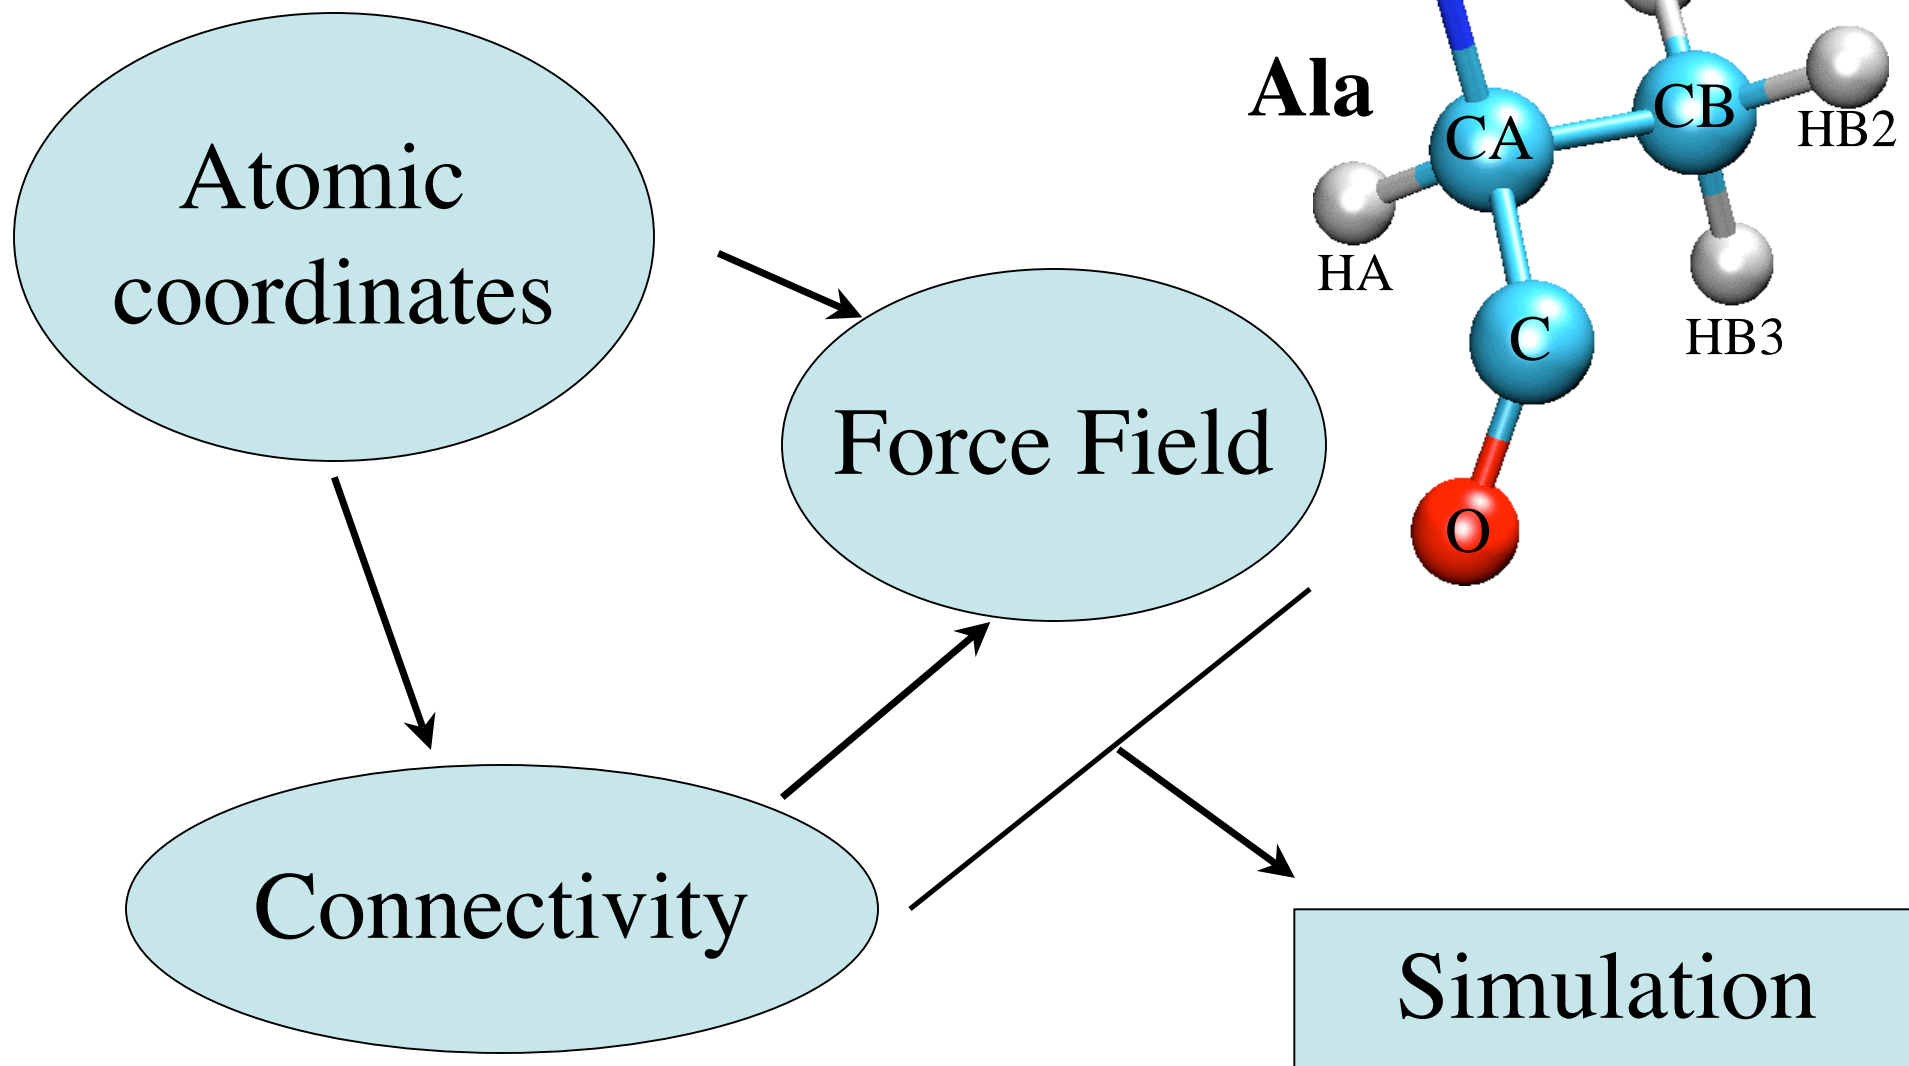 Atomic
coordinates
Force Field
Connectivity
Simulation
Ala
CA
CB
HB2
HA
HB3
C
O